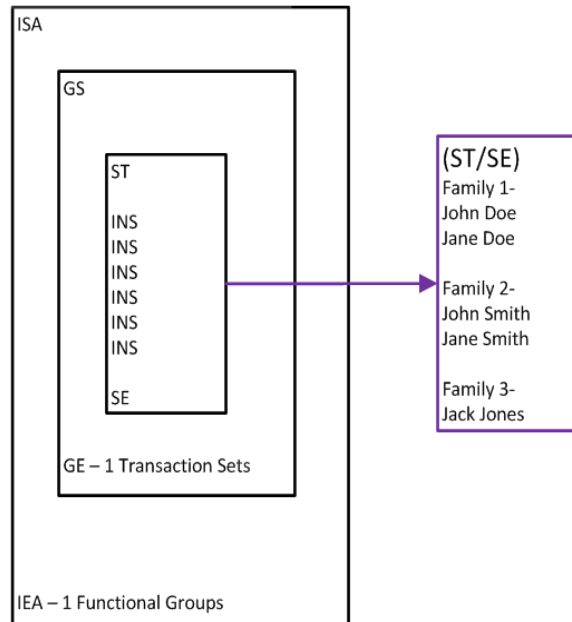 ISA
GS
ST
INS
INS
INS
INS
INS
INS
SE
GE – 1 Transaction Sets
IEA – 1 Functional Groups
(ST/SE)
Family 1-
John Doe
Jane Doe
Family 2-
John Smith
Jane Smith
Family 3-
Jack Jones